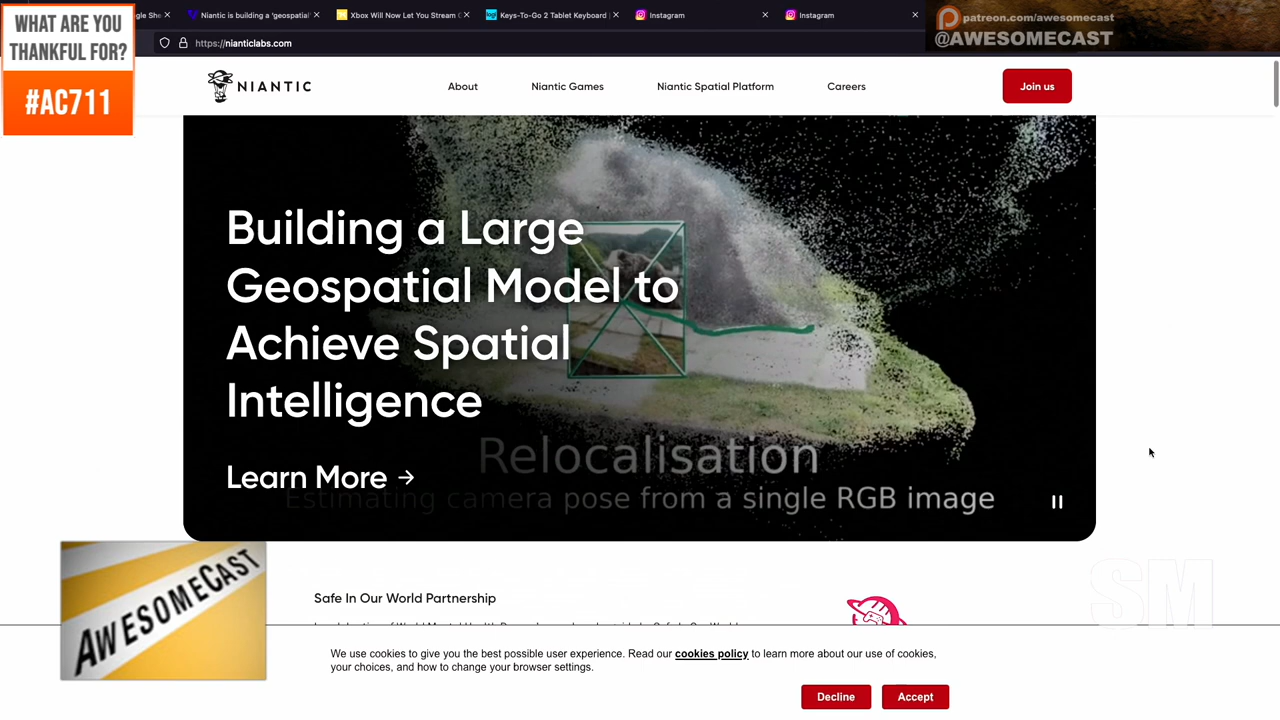 WHAT ARE YOU
THANKFUL FOR?
#AC711
gle She
Niantic is building a 'geospatial'
Xbox Will Now Let You Stream
Keys-To-Go 2 Tablet Keyboard |
Instagram
Instagram
patreon.com/awesomecast
@AWESOMECAST
https://nianticlabs.com
NIANTIC
About
Niantic Games
Niantic Spatial Platform
Careers
Join us
Building a Large
Geospatial Model to
Achieve Spatial
Intelligence
Relocalisation
Learn More →
Estimating camera pose from a single RGB image
AWESOMECAST
SM
Safe In Our World Partnership
We use cookies to give you the best possible user experience. Read our cookies policy to learn more about our use of cookies,
your choices, and how to change your browser settings.
Decline
Accept